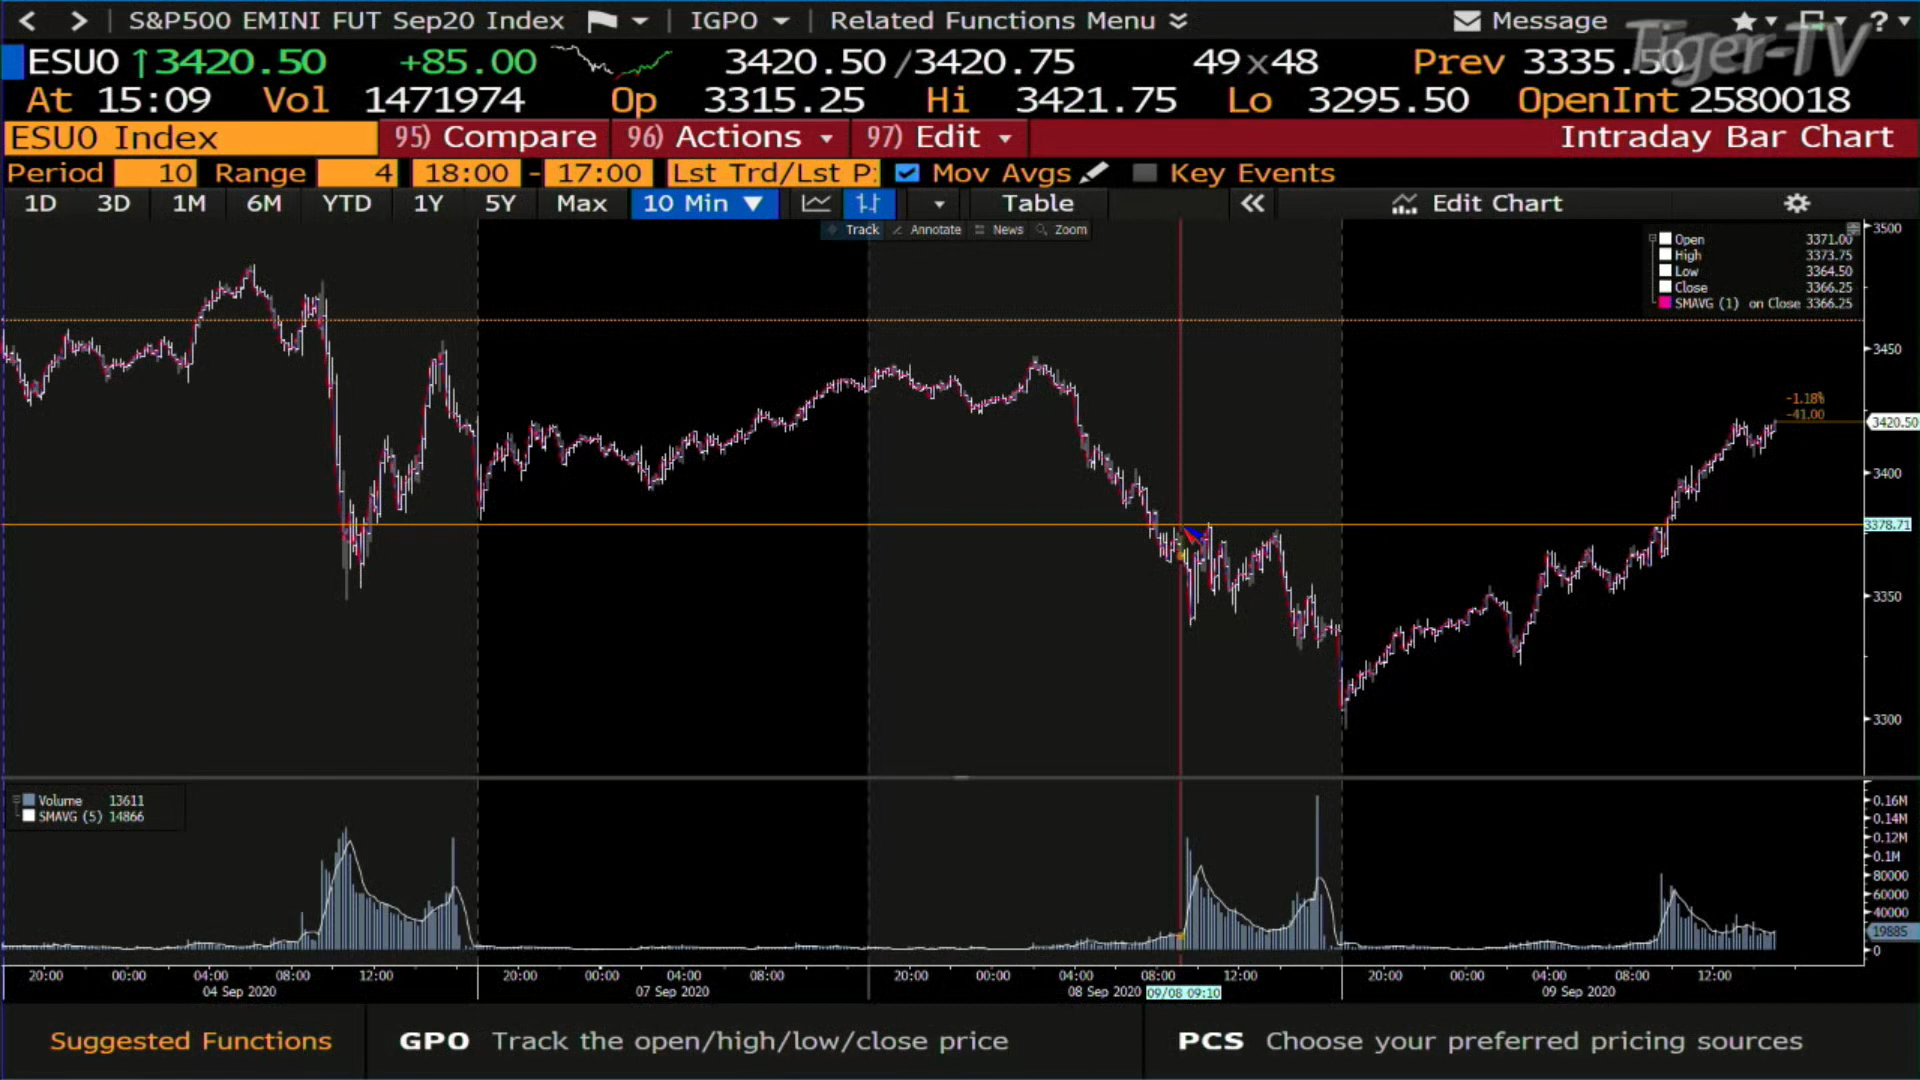 S&P500 EMINI FUT Sep20 Index IGPO Related Functions Menu Message ?
Tiger-TV
ESU0 ↑3420.50 +85.00 3420.50/3420.75 49x48 Prev 3335.50
At 15:09 Vol 1471974 Op 3315.25 Hi 3421.75 Lo 3295.50 OpenInt 2580018
ESU0 Index 95) Compare 96) Actions 97) Edit Intraday Bar Chart
Period 10 Range 4 18:00 - 17:00 Lst Trd/Lst P: Mov Avgs Key Events
1D 3D 1M 6M YTD 1Y 5Y Max 10 Min ▼ Table « Edit Chart
Track Annotate News Zoom
Open 3371.00
High 3373.75
Low 3364.50
Close 3366.25
SMAVG (1) on Close 3366.25
3500
3450
-1.18%
-41.00
3420.50
3400
3378.71
3350
3300
Volume 13611
SMAVG (5) 14866
0.16M
0.14M
0.12M
0.1M
80000
60000
40000
19885
0
20:00 00:00 04:00 08:00 12:00 20:00 00:00 04:00 08:00 20:00 00:00 04:00 08:00 12:00 20:00 00:00 04:00 08:00 12:00
04 Sep 2020 07 Sep 2020 08 Sep 2020 09/08 09:10 09 Sep 2020
Suggested Functions GPO Track the open/high/low/close price PCS Choose your preferred pricing sources